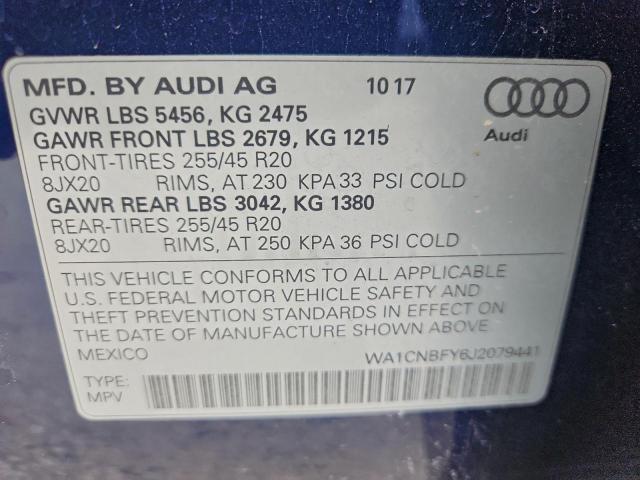 MFD. BY AUDI AG 10 17
GVWR LBS 5456, KG 2475
GAWR FRONT LBS 2679, KG 1215
Audi
FRONT-TIRES 255/45 R20
8JX20 RIMS, AT 230 KPA 33 PSI COLD
GAWR REAR LBS 3042, KG 1380
REAR-TIRES 255/45 R20
8JX20 RIMS, AT 250 KPA 36 PSI COLD
THIS VEHICLE CONFORMS TO ALL APPLICABLE
U.S. FEDERAL MOTOR VEHICLE SAFETY AND
THEFT PREVENTION STANDARDS IN EFFECT ON
THE DATE OF MANUFACTURE SHOWN ABOVE
MEXICO WA1CNBFY6J2079441
TYPE:
MPV